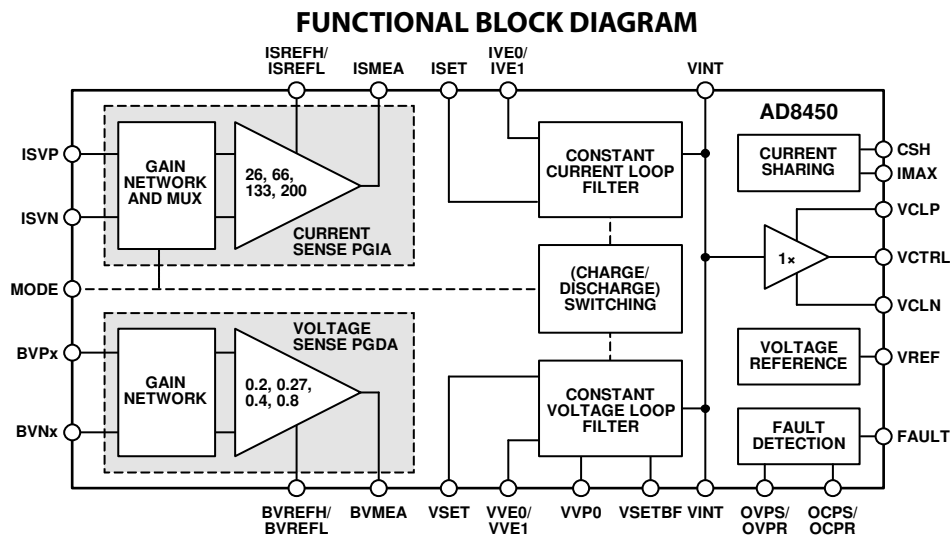 FUNCTIONAL BLOCK DIAGRAM
ISREFH/
ISREFL
ISMEA
ISET
IVE0/
IVE1
VINT
AD8450
ISVP
ISVN
GAIN
NETWORK
AND MUX
26, 66,
133, 200
CURRENT
SENSE PGIA
CONSTANT
CURRENT LOOP
FILTER
CURRENT
SHARING
CSH
IMAX
VCLP
1×
VCTRL
VCLN
MODE
(CHARGE/
DISCHARGE)
SWITCHING
BVPx
BVNx
GAIN
NETWORK
VOLTAGE
SENSE PGDA
0.2, 0.27,
0.4, 0.8
CONSTANT
VOLTAGE LOOP
FILTER
VOLTAGE
REFERENCE
VREF
FAULT
DETECTION
FAULT
BVREFH/
BVREFL
BVMEA
VSET
VVE0/
VVE1
VVP0
VSETBF
VINT
OVPS/
OVPR
OCPS/
OCPR